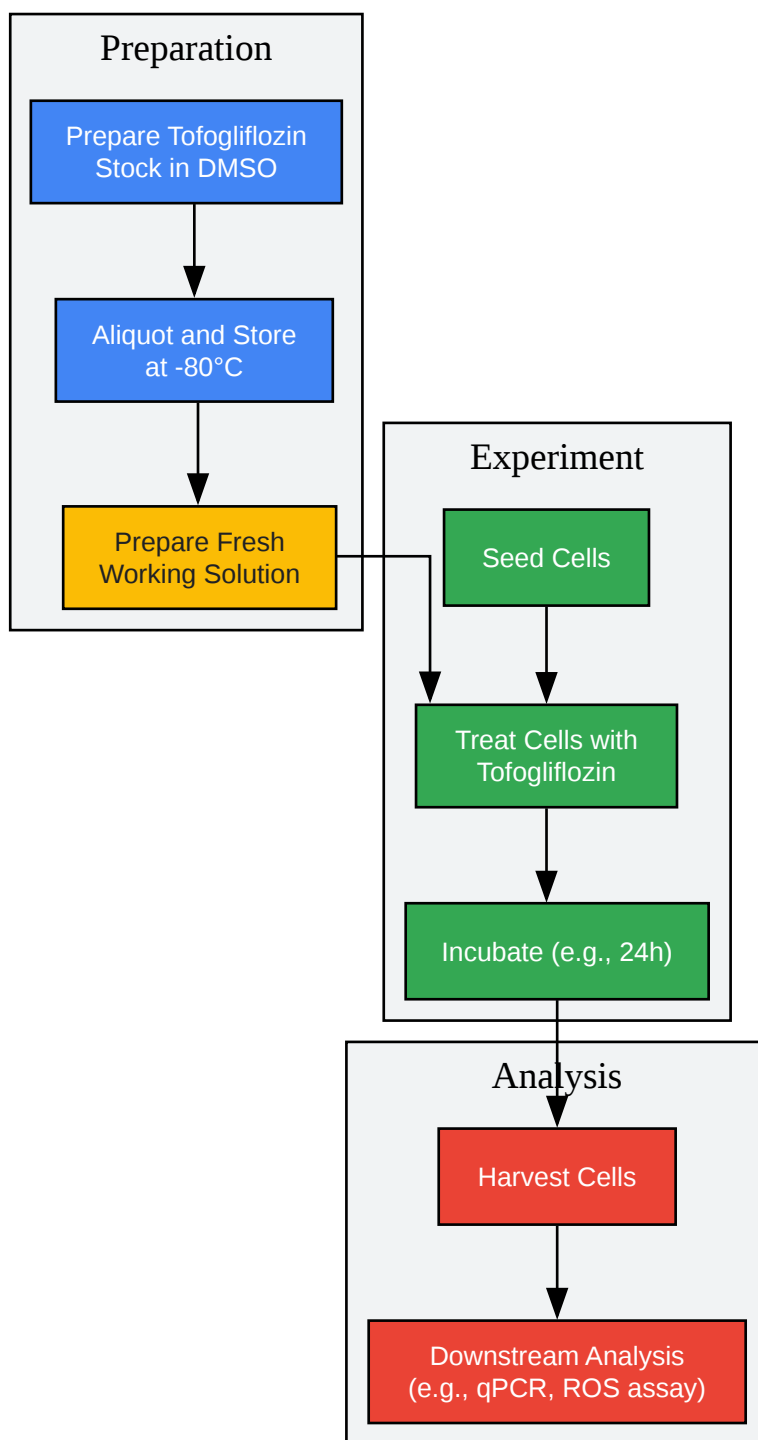 Preparation
Prepare Tofogliflozin
Stock in DMSO
Aliquot and Store
at -80°C
Prepare Fresh
Working Solution
Experiment
Seed Cells
Treat Cells with
Tofogliflozin
Incubate (e.g., 24h)
Analysis
Harvest Cells
Downstream Analysis
(e.g., qPCR, ROS assay)